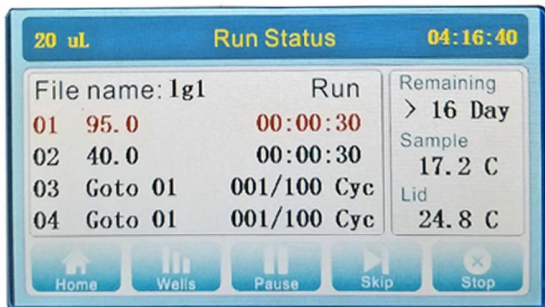 20 uL Run Status 04:16:40
File name: 1g1 Run
01 95.0 00:00:30
02 40.0 00:00:30
03 Goto 01 001/100 Cyc
04 Goto 01 001/100 Cyc
Remaining
> 16 Day
Sample
17.2 C
Lid
24.8 C
Home Wells Pause Skip Stop